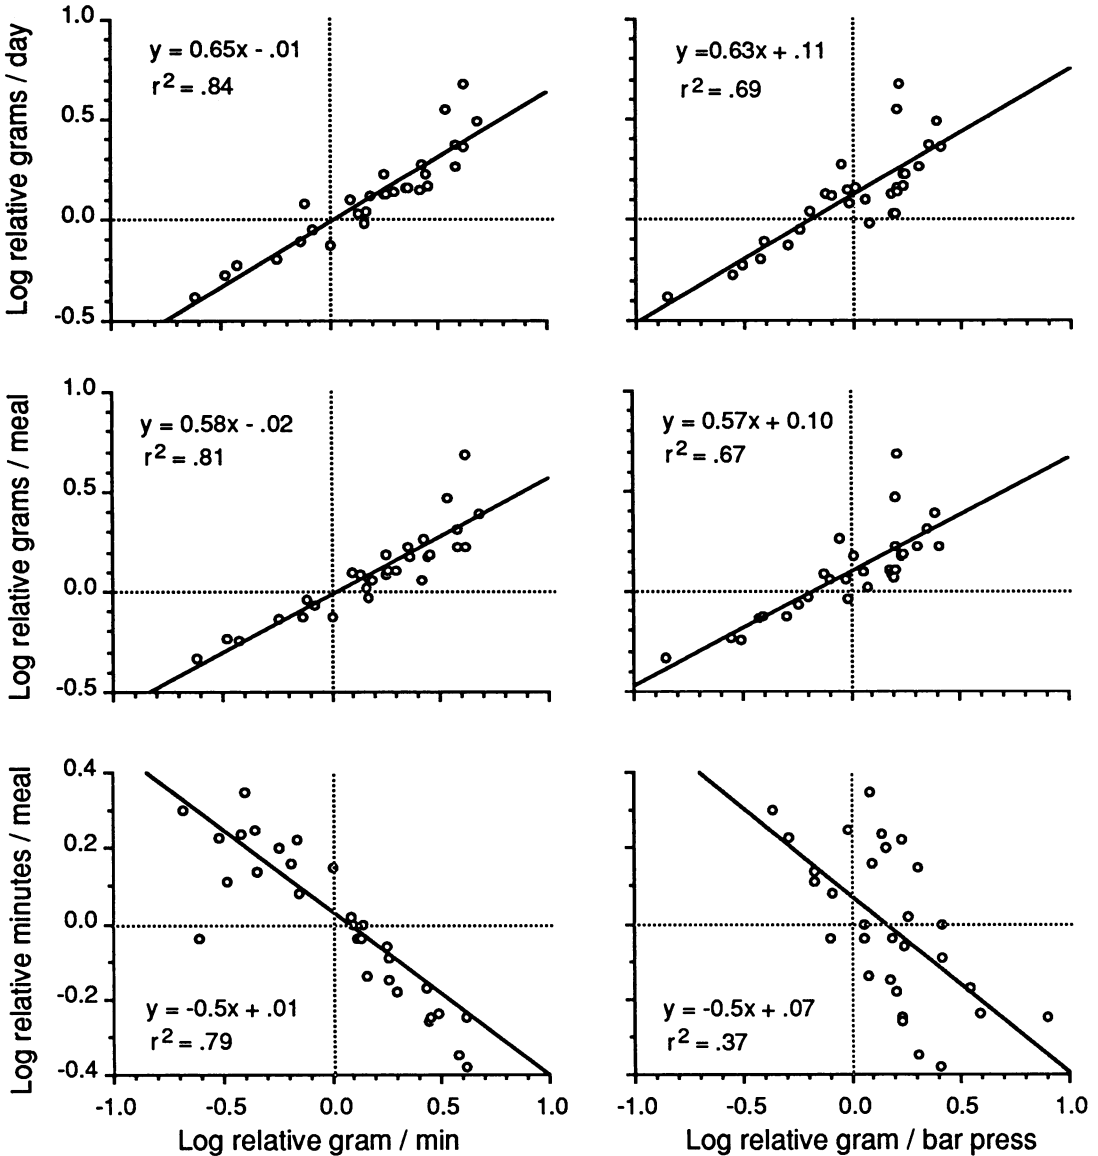 Log relative grams / day
1.0
0.5
0.0
-0.5
y = 0.65x - .01
r2 = .84
y =0.63x + .11
r2 = .69
Log relative grams / meal
1.0
0.5
0.0
-0.5
y = 0.58x - .02
r2 = .81
y = 0.57x + 0.10
r2 = .67
Log relative minutes / meal
0.4
0.2
0.0
-0.2
-0.4
y = -0.5x + .01
r2 = .79
y = -0.5x + .07
r2 = .37
-1.0 -0.5 0.0 0.5 1.0
-1.0 -0.5 0.0 0.5 1.0
Log relative gram / min
Log relative gram / bar press